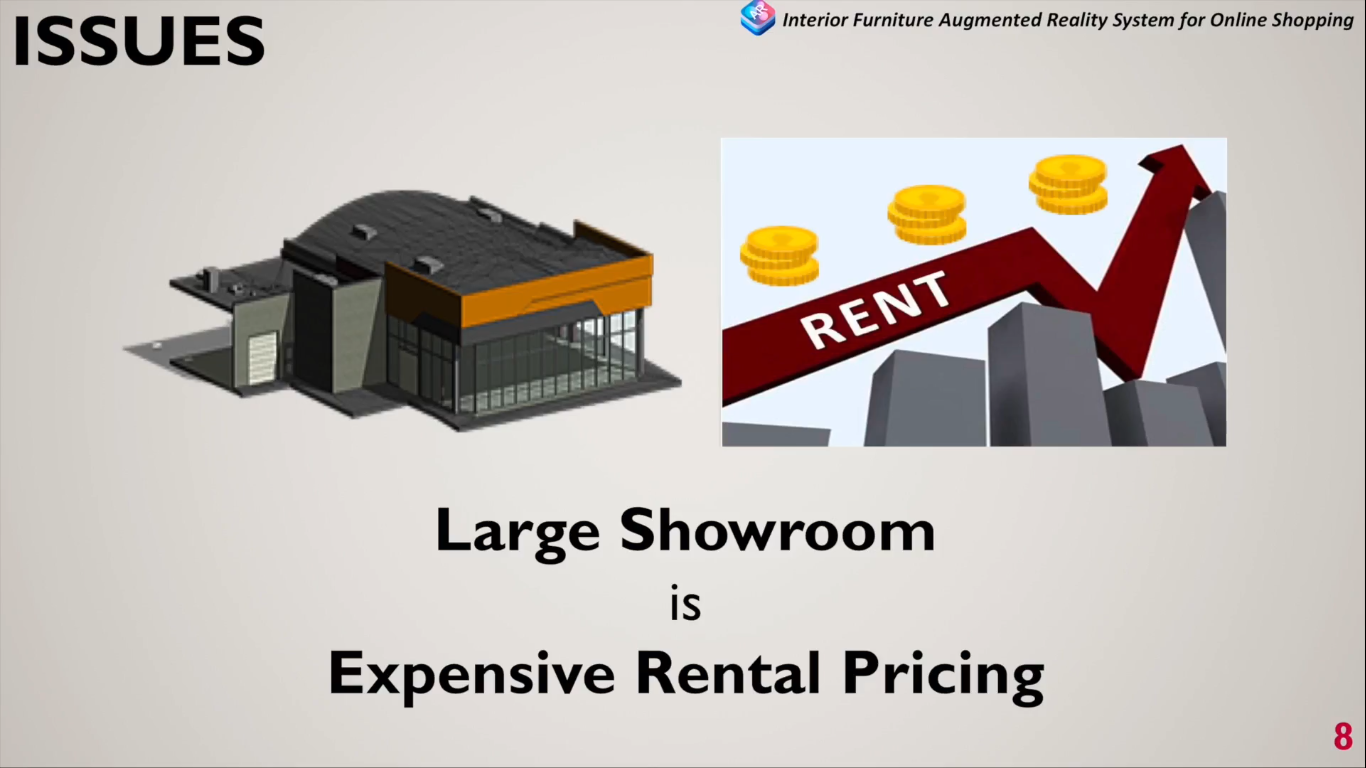 ISSUES
Interior Furniture Augmented Reality System for Online Shopping
RENT
Large Showroom
is
Expensive Rental Pricing
8